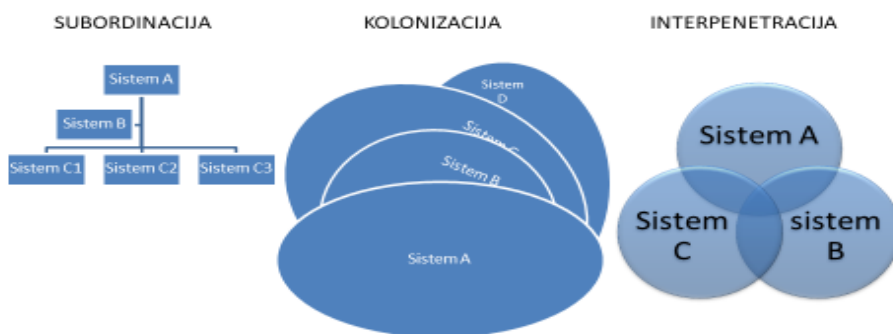 SUBORDINACIJA
Sistem A
Sistem B
Sistem C1
Sistem C2
Sistem C3
KOLONIZACIJA
Sistem
D
Sistem C
Sistem B
Sistem A
INTERPENETRACIJA
Sistem A
Sistem
C
sistem
B